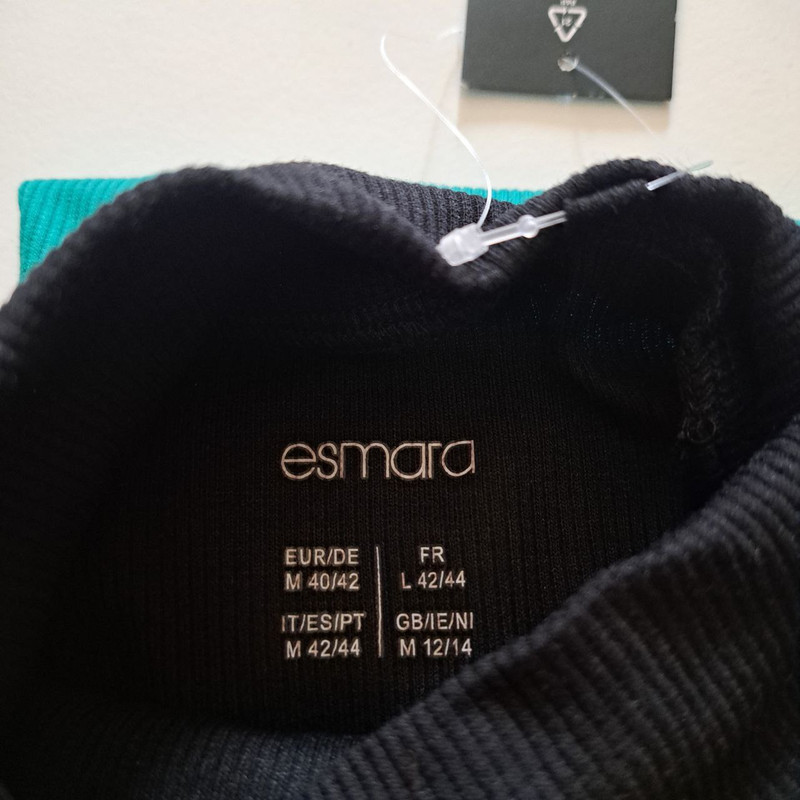 esmara
EUR/DE
M 40/42
FR
L 42/44
IT/ES/PT
M 42/44
GB/IE/NI
M 12/14